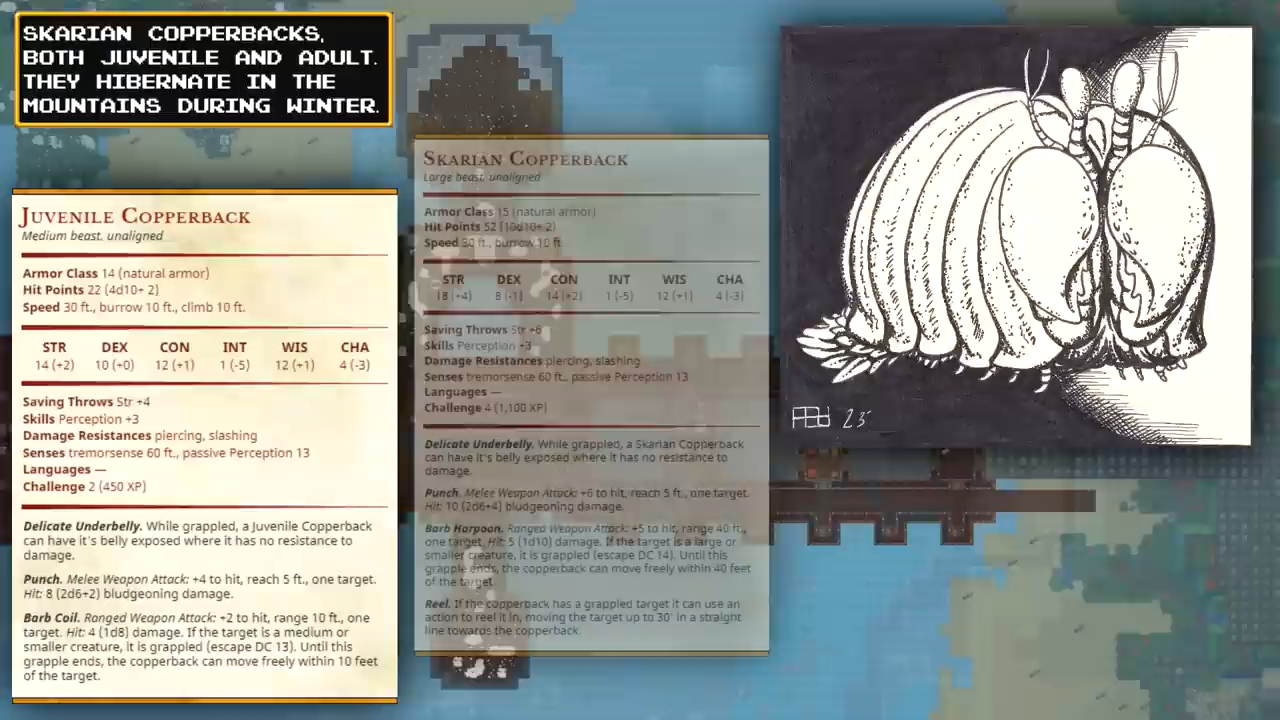 SKARIAN COPPERBACKS,
BOTH JUVENILE AND ADULT.
THEY HIBERNATE IN THE
MOUNTAINS DURING WINTER.
Juvenile Copperback
Medium beast, unaligned
Armor Class 14 (natural armor)
Hit Points 22 (4d10+ 2)
Speed 30 ft., burrow 10 ft., climb 10 ft.
STR DEX CON INT WIS CHA
14 (+2) 10 (+0) 12 (+1) 1 (-5) 12 (+1) 4 (-3)
Saving Throws Str +4
Skills Perception +3
Damage Resistances piercing, slashing
Senses tremorsense 60 ft., passive Perception 13
Languages —
Challenge 2 (450 XP)
Delicate Underbelly. While grappled, a Juvenile Copperback
can have it's belly exposed where it has no resistance to
damage.
Punch. Melee Weapon Attack: +4 to hit, reach 5 ft., one target.
Hit: 8 (2d6+2) bludgeoning damage.
Barb Coil. Ranged Weapon Attack: +2 to hit, range 10 ft., one
target. Hit: 4 (1d8) damage. If the target is a medium or
smaller creature, it is grappled (escape DC 13). Until this
grapple ends, the copperback can move freely within 10 feet
of the target.
Skarian Copperback
Large beast, unaligned
Armor Class 15 (natural armor)
Hit Points 52 (10d10+ 2)
Speed 30 ft., burrow 10 ft.
STR DEX CON INT WIS CHA
18 (+4) 8 (-1) 14 (+2) 1 (-5) 12 (+1) 4 (-3)
Saving Throws Str +6
Skills Perception +3
Damage Resistances piercing, slashing
Senses tremorsense 60 ft., passive Perception 13
Languages —
Challenge 4 (1,100 XP)
Delicate Underbelly. While grappled, a Skarian Copperback
can have it's belly exposed where it has no resistance to
damage.
Punch. Melee Weapon Attack: +6 to hit, reach 5 ft., one target.
Hit: 10 (2d6+4) bludgeoning damage.
Barb Harpoon. Ranged Weapon Attack: +5 to hit, range 40 ft.,
one target. Hit: 5 (1d10) damage. If the target is a large or
smaller creature, it is grappled (escape DC 14). Until this
grapple ends, the copperback can move freely within 40 feet
of the target.
Reel. If the copperback has a grappled target it can use an
action to reel it in, moving the target up to 30' in a straight
line towards the copperback.
23